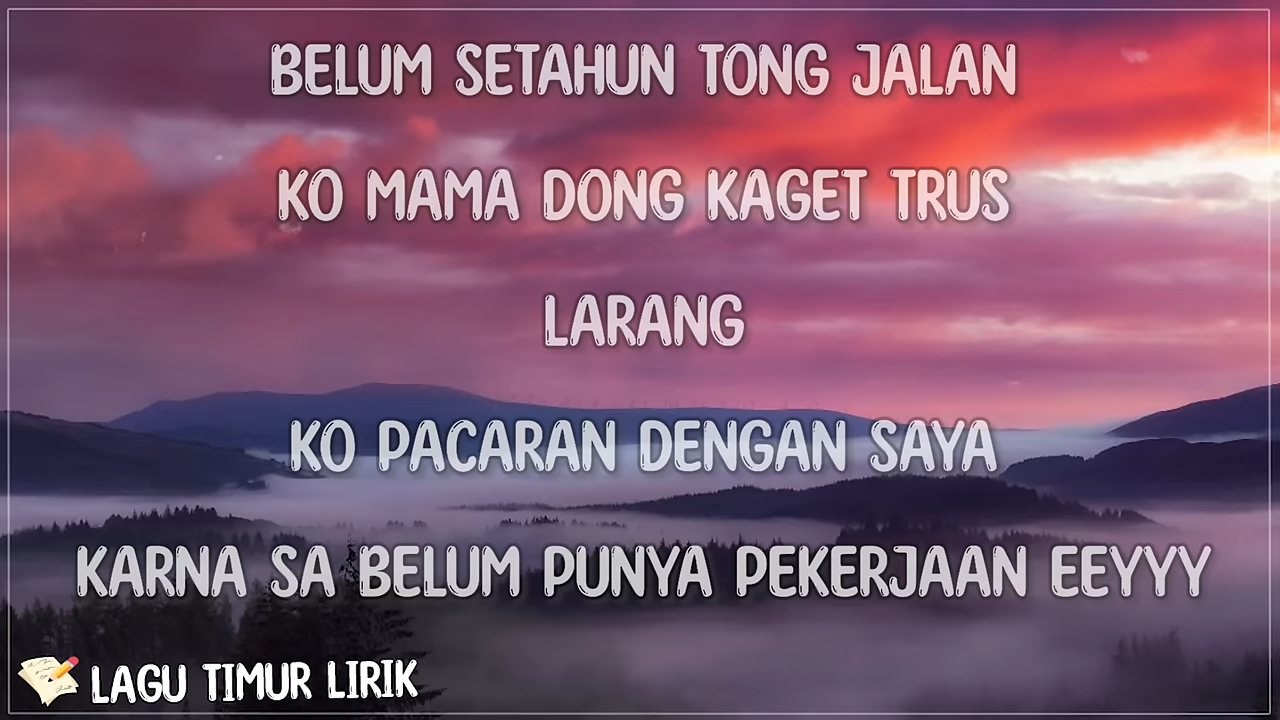 BELUM SETAHUN TONG JALAN
KO MAMA DONG KAGET TRUS
LARANG
KO PACARAN DENGAN SAYA
KARNA SA BELUM PUNYA PEKERJAAN EEYYY
LAGU TIMUR LIRIK